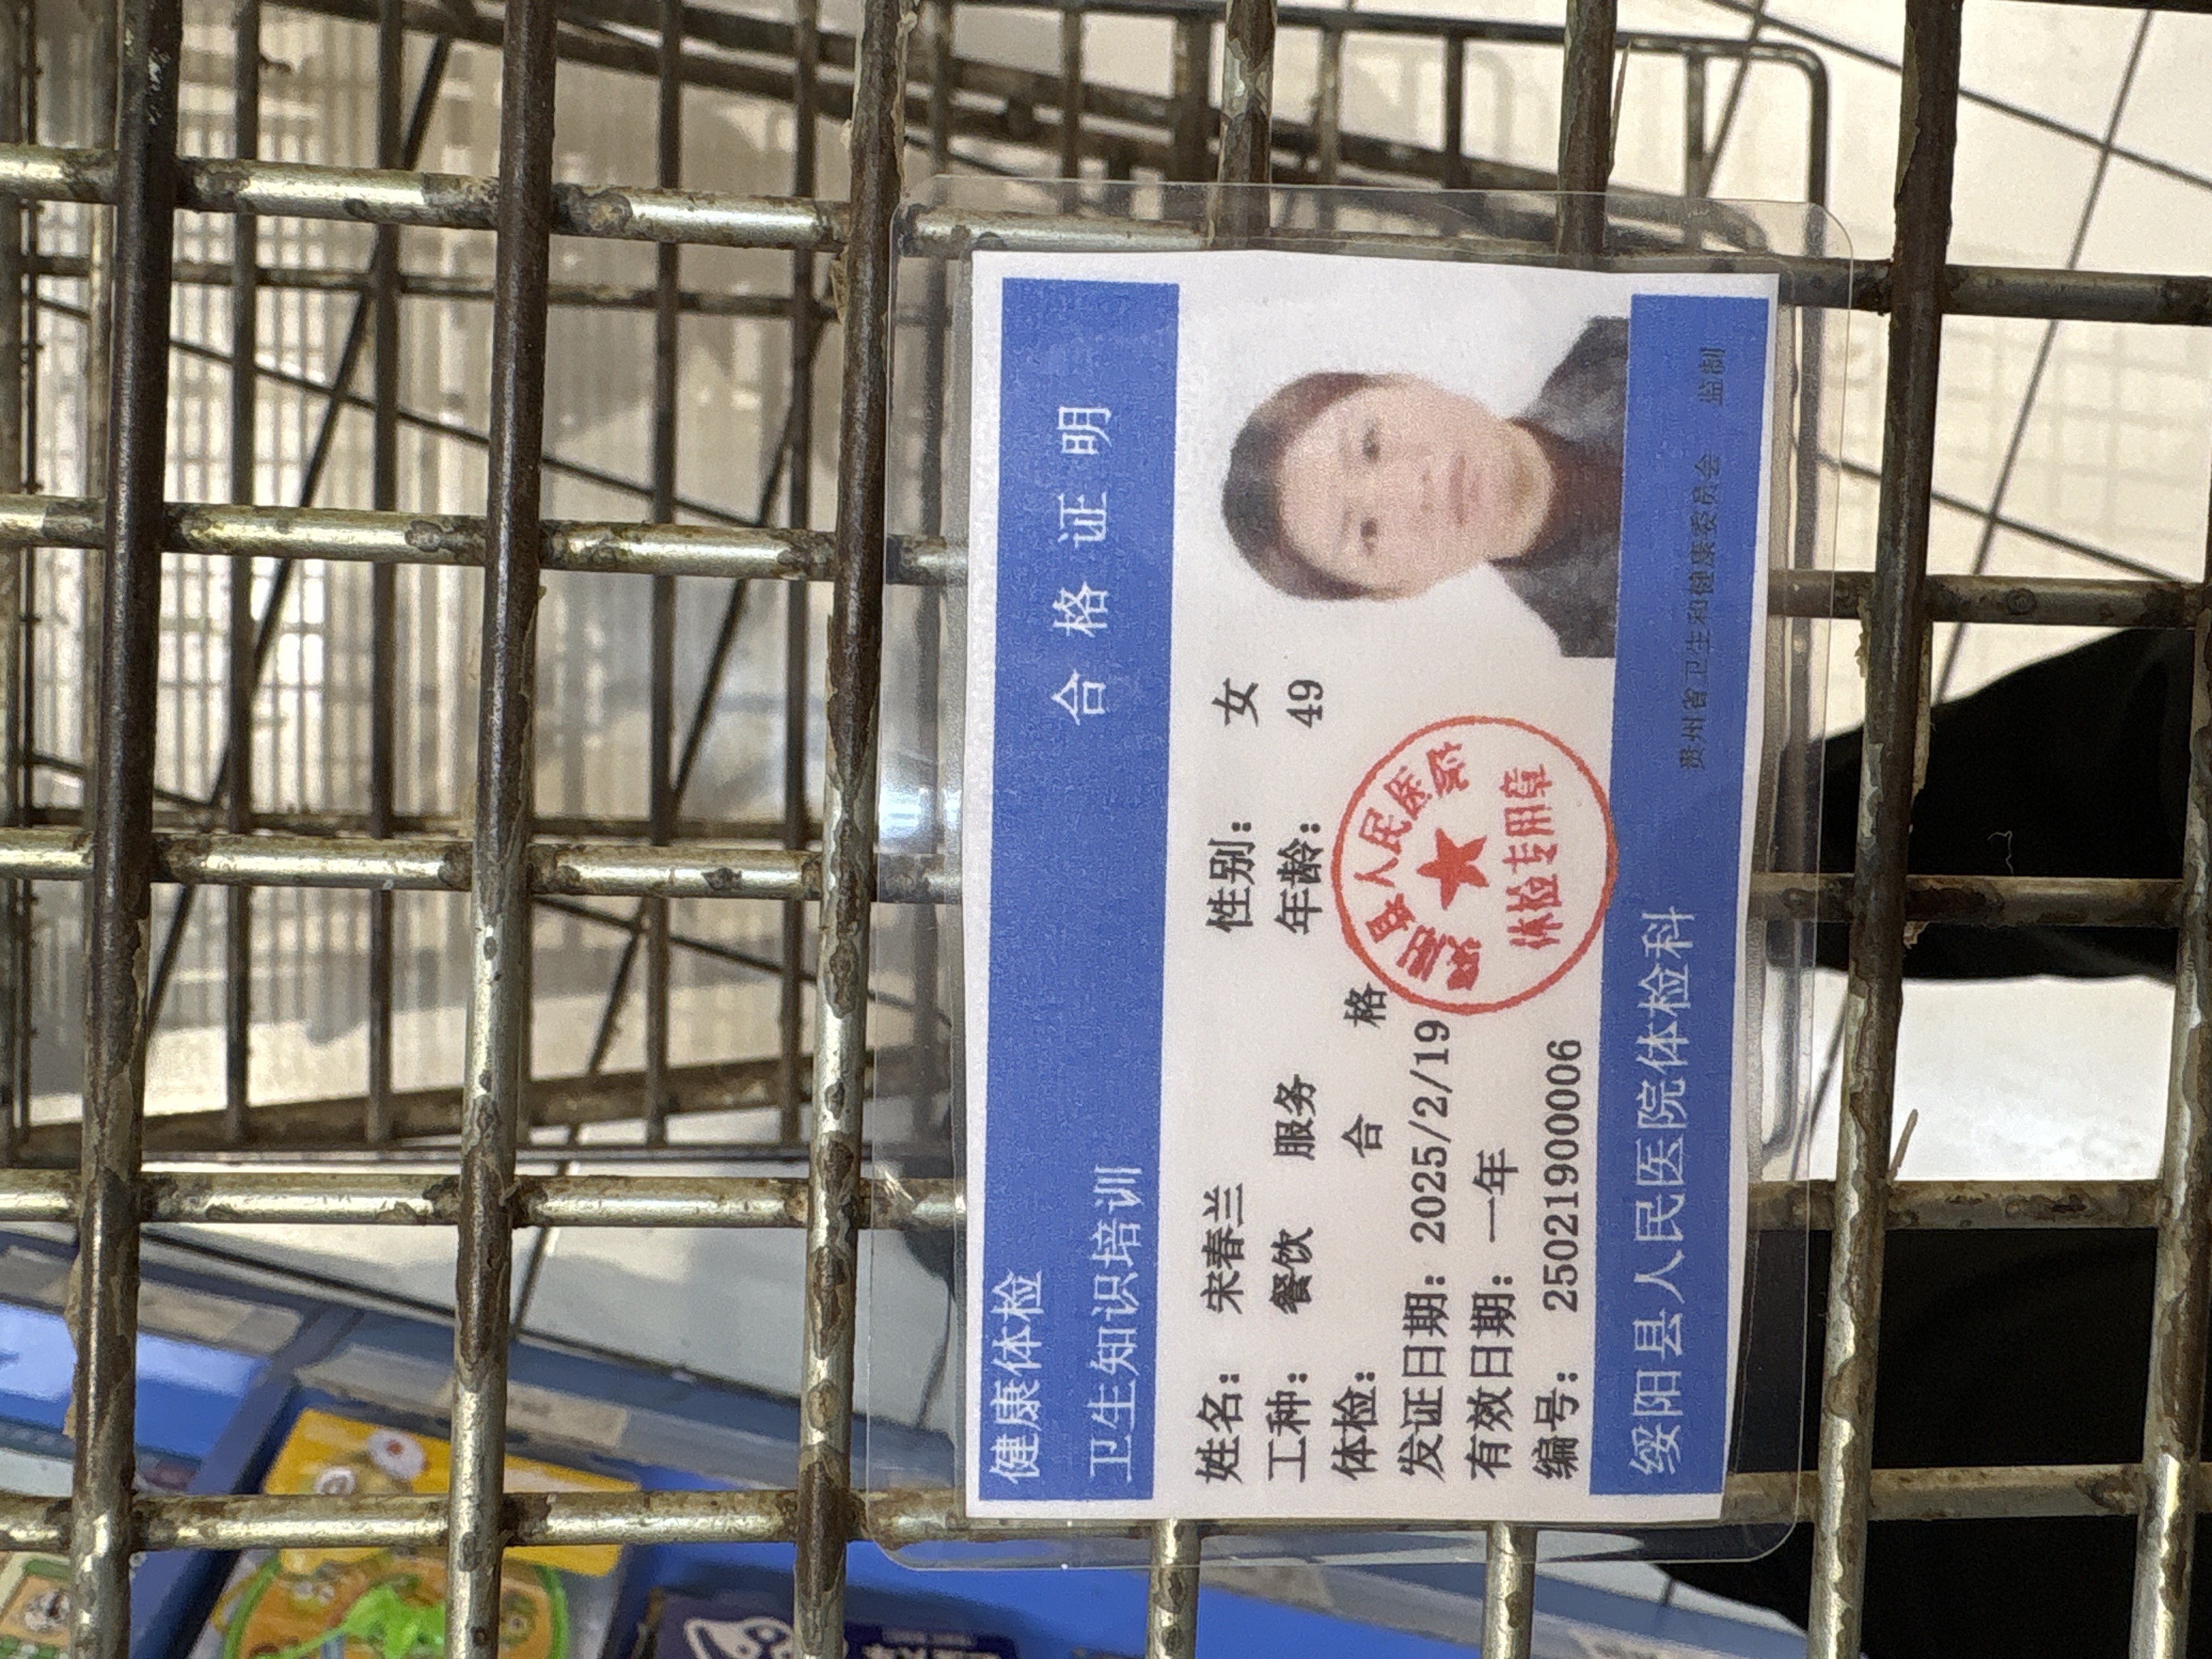 健康体检
卫生知识培训
合格证明
姓名: 宋春兰 性别: 女
工种: 餐饮 服务 年龄: 49
体检: 合 格
发证日期: 2025/2/19
有效日期: 一年
编号: 250219000006
绥阳县人民医院
体检专用章
绥阳县人民医院体检科
贵州省卫生和健康委员会 监制